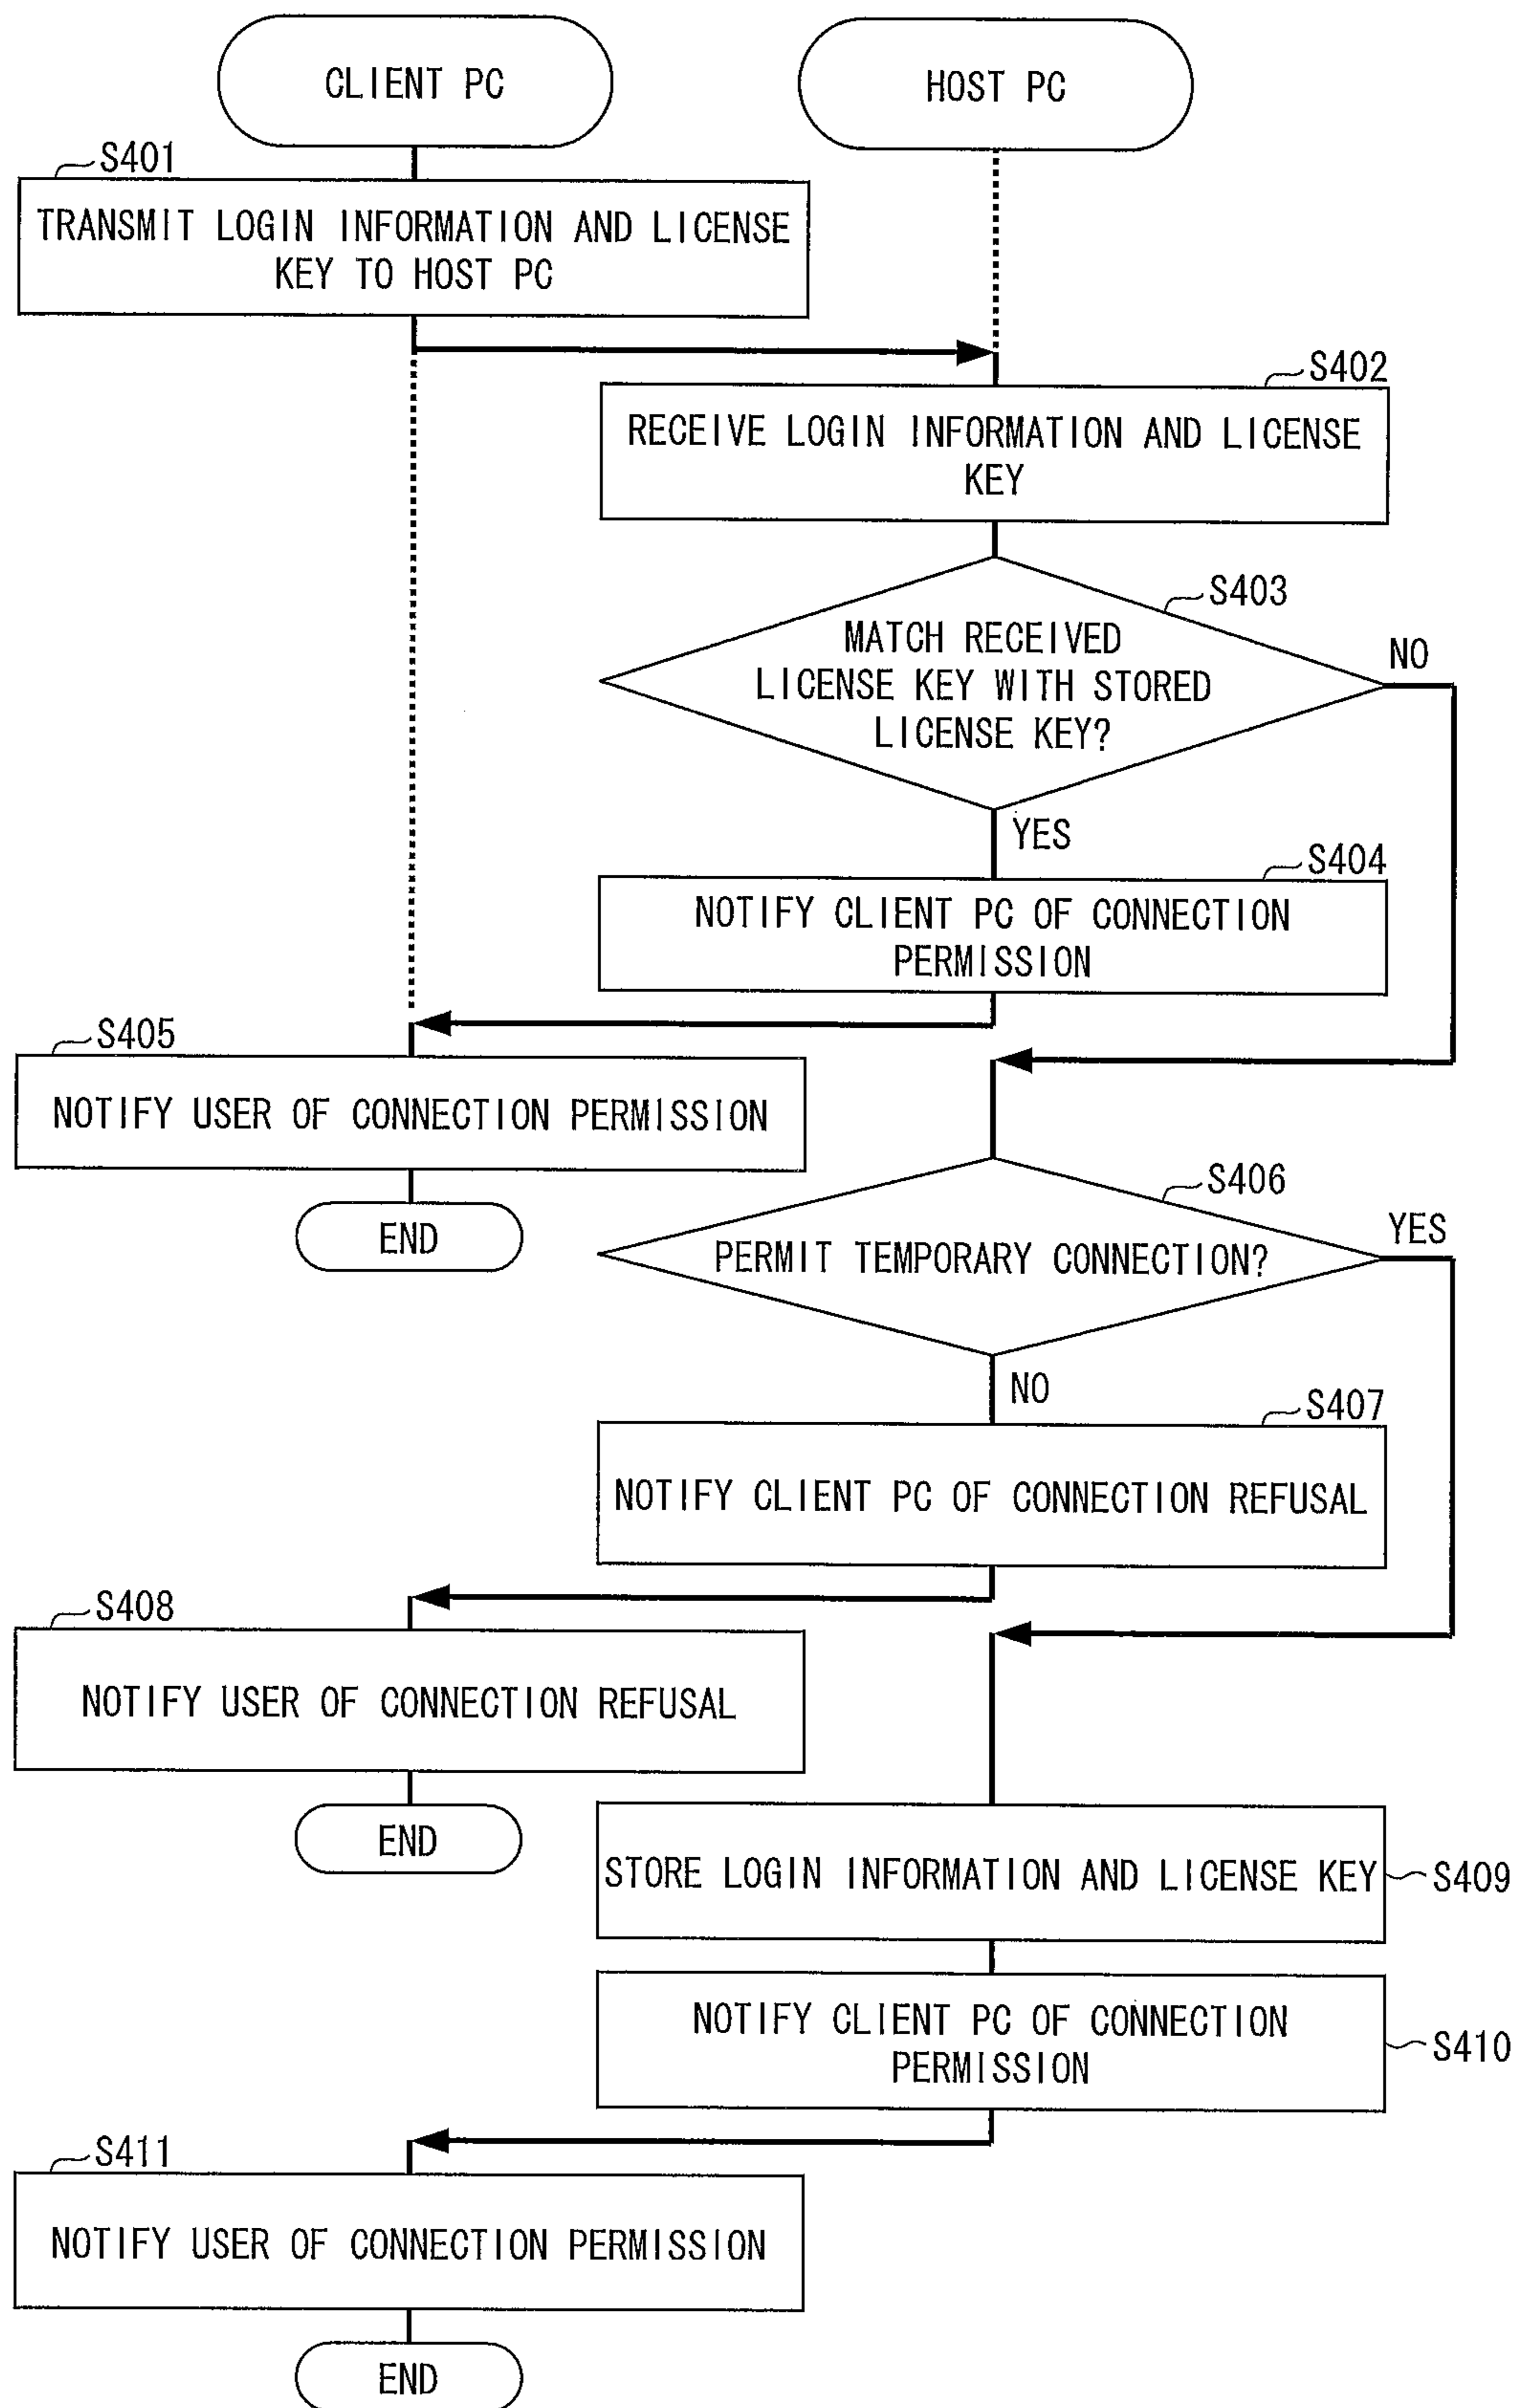 CLIENT PC
HOST PC
S401
TRANSMIT LOGIN INFORMATION AND LICENSE
KEY TO HOST PC
S402
RECEIVE LOGIN INFORMATION AND LICENSE
KEY
S403
MATCH RECEIVED
LICENSE KEY WITH STORED
LICENSE KEY?
NO
YES
S404
NOTIFY CLIENT PC OF CONNECTION
PERMISSION
S405
NOTIFY USER OF CONNECTION PERMISSION
END
S406
PERMIT TEMPORARY CONNECTION?
YES
NO
S407
NOTIFY CLIENT PC OF CONNECTION REFUSAL
S408
NOTIFY USER OF CONNECTION REFUSAL
END
STORE LOGIN INFORMATION AND LICENSE KEY
S409
NOTIFY CLIENT PC OF CONNECTION
PERMISSION
S410
S411
NOTIFY USER OF CONNECTION PERMISSION
END